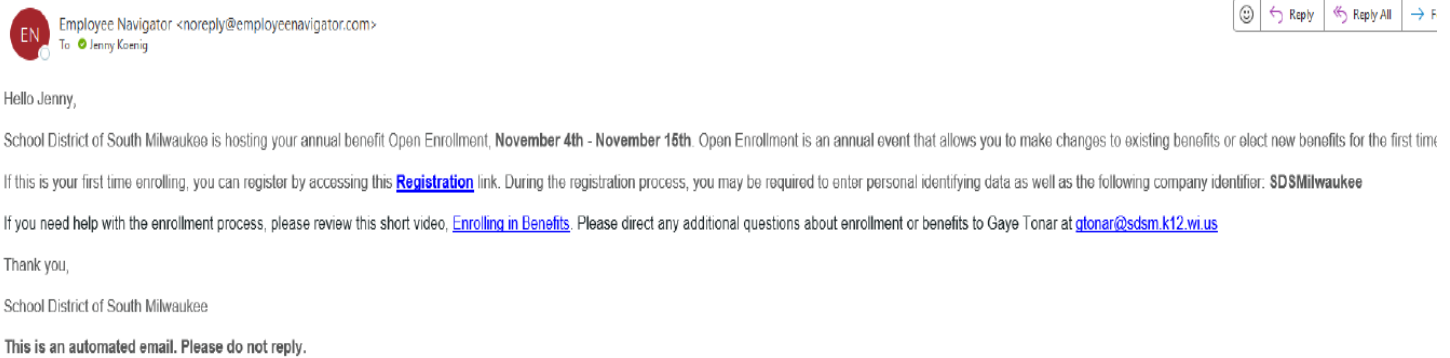 EN
Employee Navigator <noreply@employeenavigator.com>
To Jenny Koenig
Reply
Reply All
F
Hello Jenny,
School District of South Milwaukee is hosting your annual benefit Open Enrollment, November 4th - November 15th. Open Enrollment is an annual event that allows you to make changes to existing benefits or elect new benefits for the first time
If this is your first time enrolling, you can register by accessing this Registration link. During the registration process, you may be required to enter personal identifying data as well as the following company identifier: SDSMilwaukee
If you need help with the enrollment process, please review this short video, Enrolling in Benefits. Please direct any additional questions about enrollment or benefits to Gaye Tonar at gtonar@sdsm.k12.wi.us
Thank you,
School District of South Milwaukee
This is an automated email. Please do not reply.